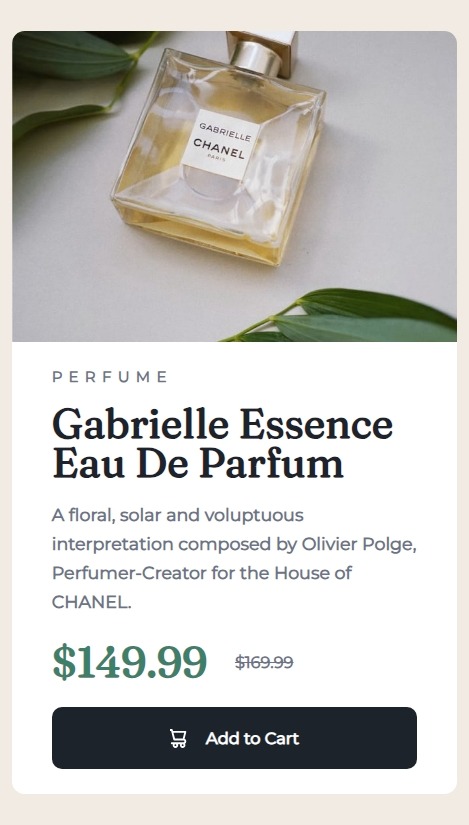 GABRIELLE
CHANEL
PARIS
PERFUME
Gabrielle Essence
Eau De Parfum
A floral, solar and voluptuous
interpretation composed by Olivier Polge,
Perfumer-Creator for the House of
CHANEL.
$149.99 $169.99
Add to Cart